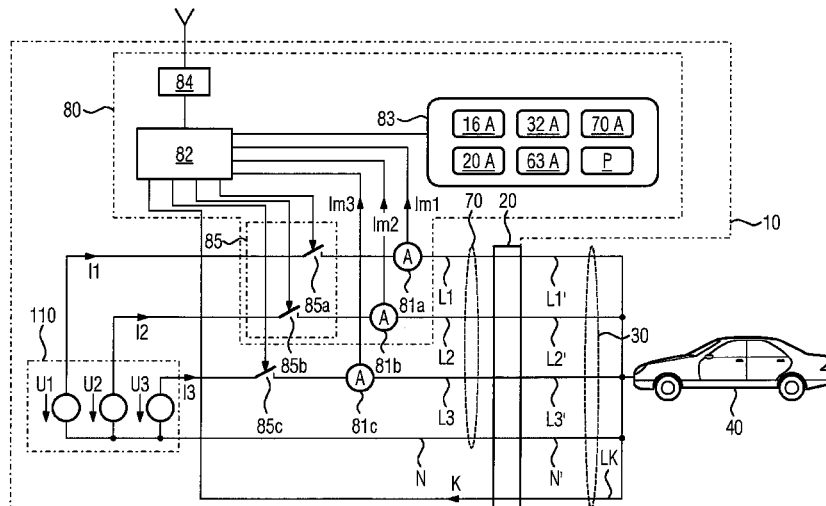 84
80
83
16 A 32 A 70 A
82
20 A 63 A P
Im3
Im2
Im1
70
20
10
85
A
I1
85a
81a
L1
L1'
110
I2
A
30
85b
81b
L2
L2'
U1 U2 U3
I3
A
85c
81c
L3
L3'
40
N
N'
LK
K